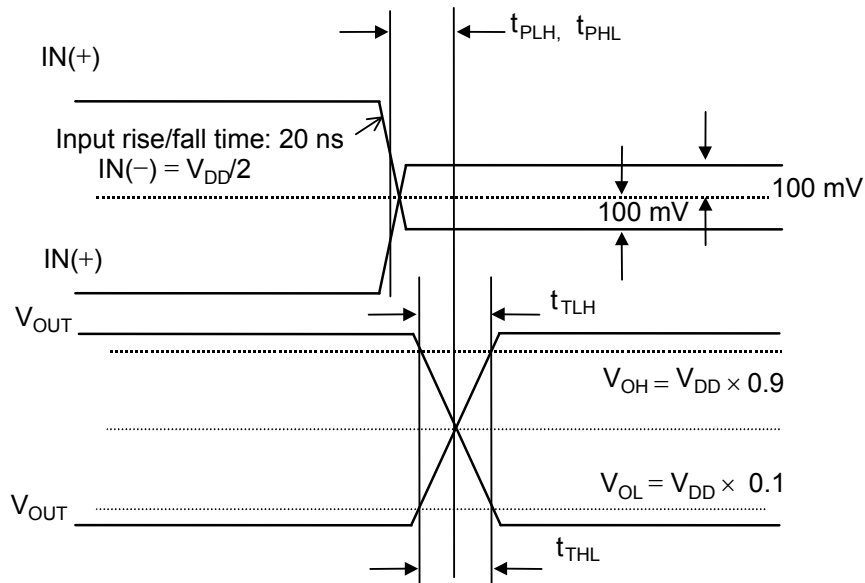 t_PLH, t_PHL
IN(+)
Input rise/fall time: 20 ns
IN(−) = V_DD/2
100 mV
100 mV
IN(+)
V_OUT
t_TLH
V_OH = V_DD × 0.9
V_OL = V_DD × 0.1
V_OUT
t_THL